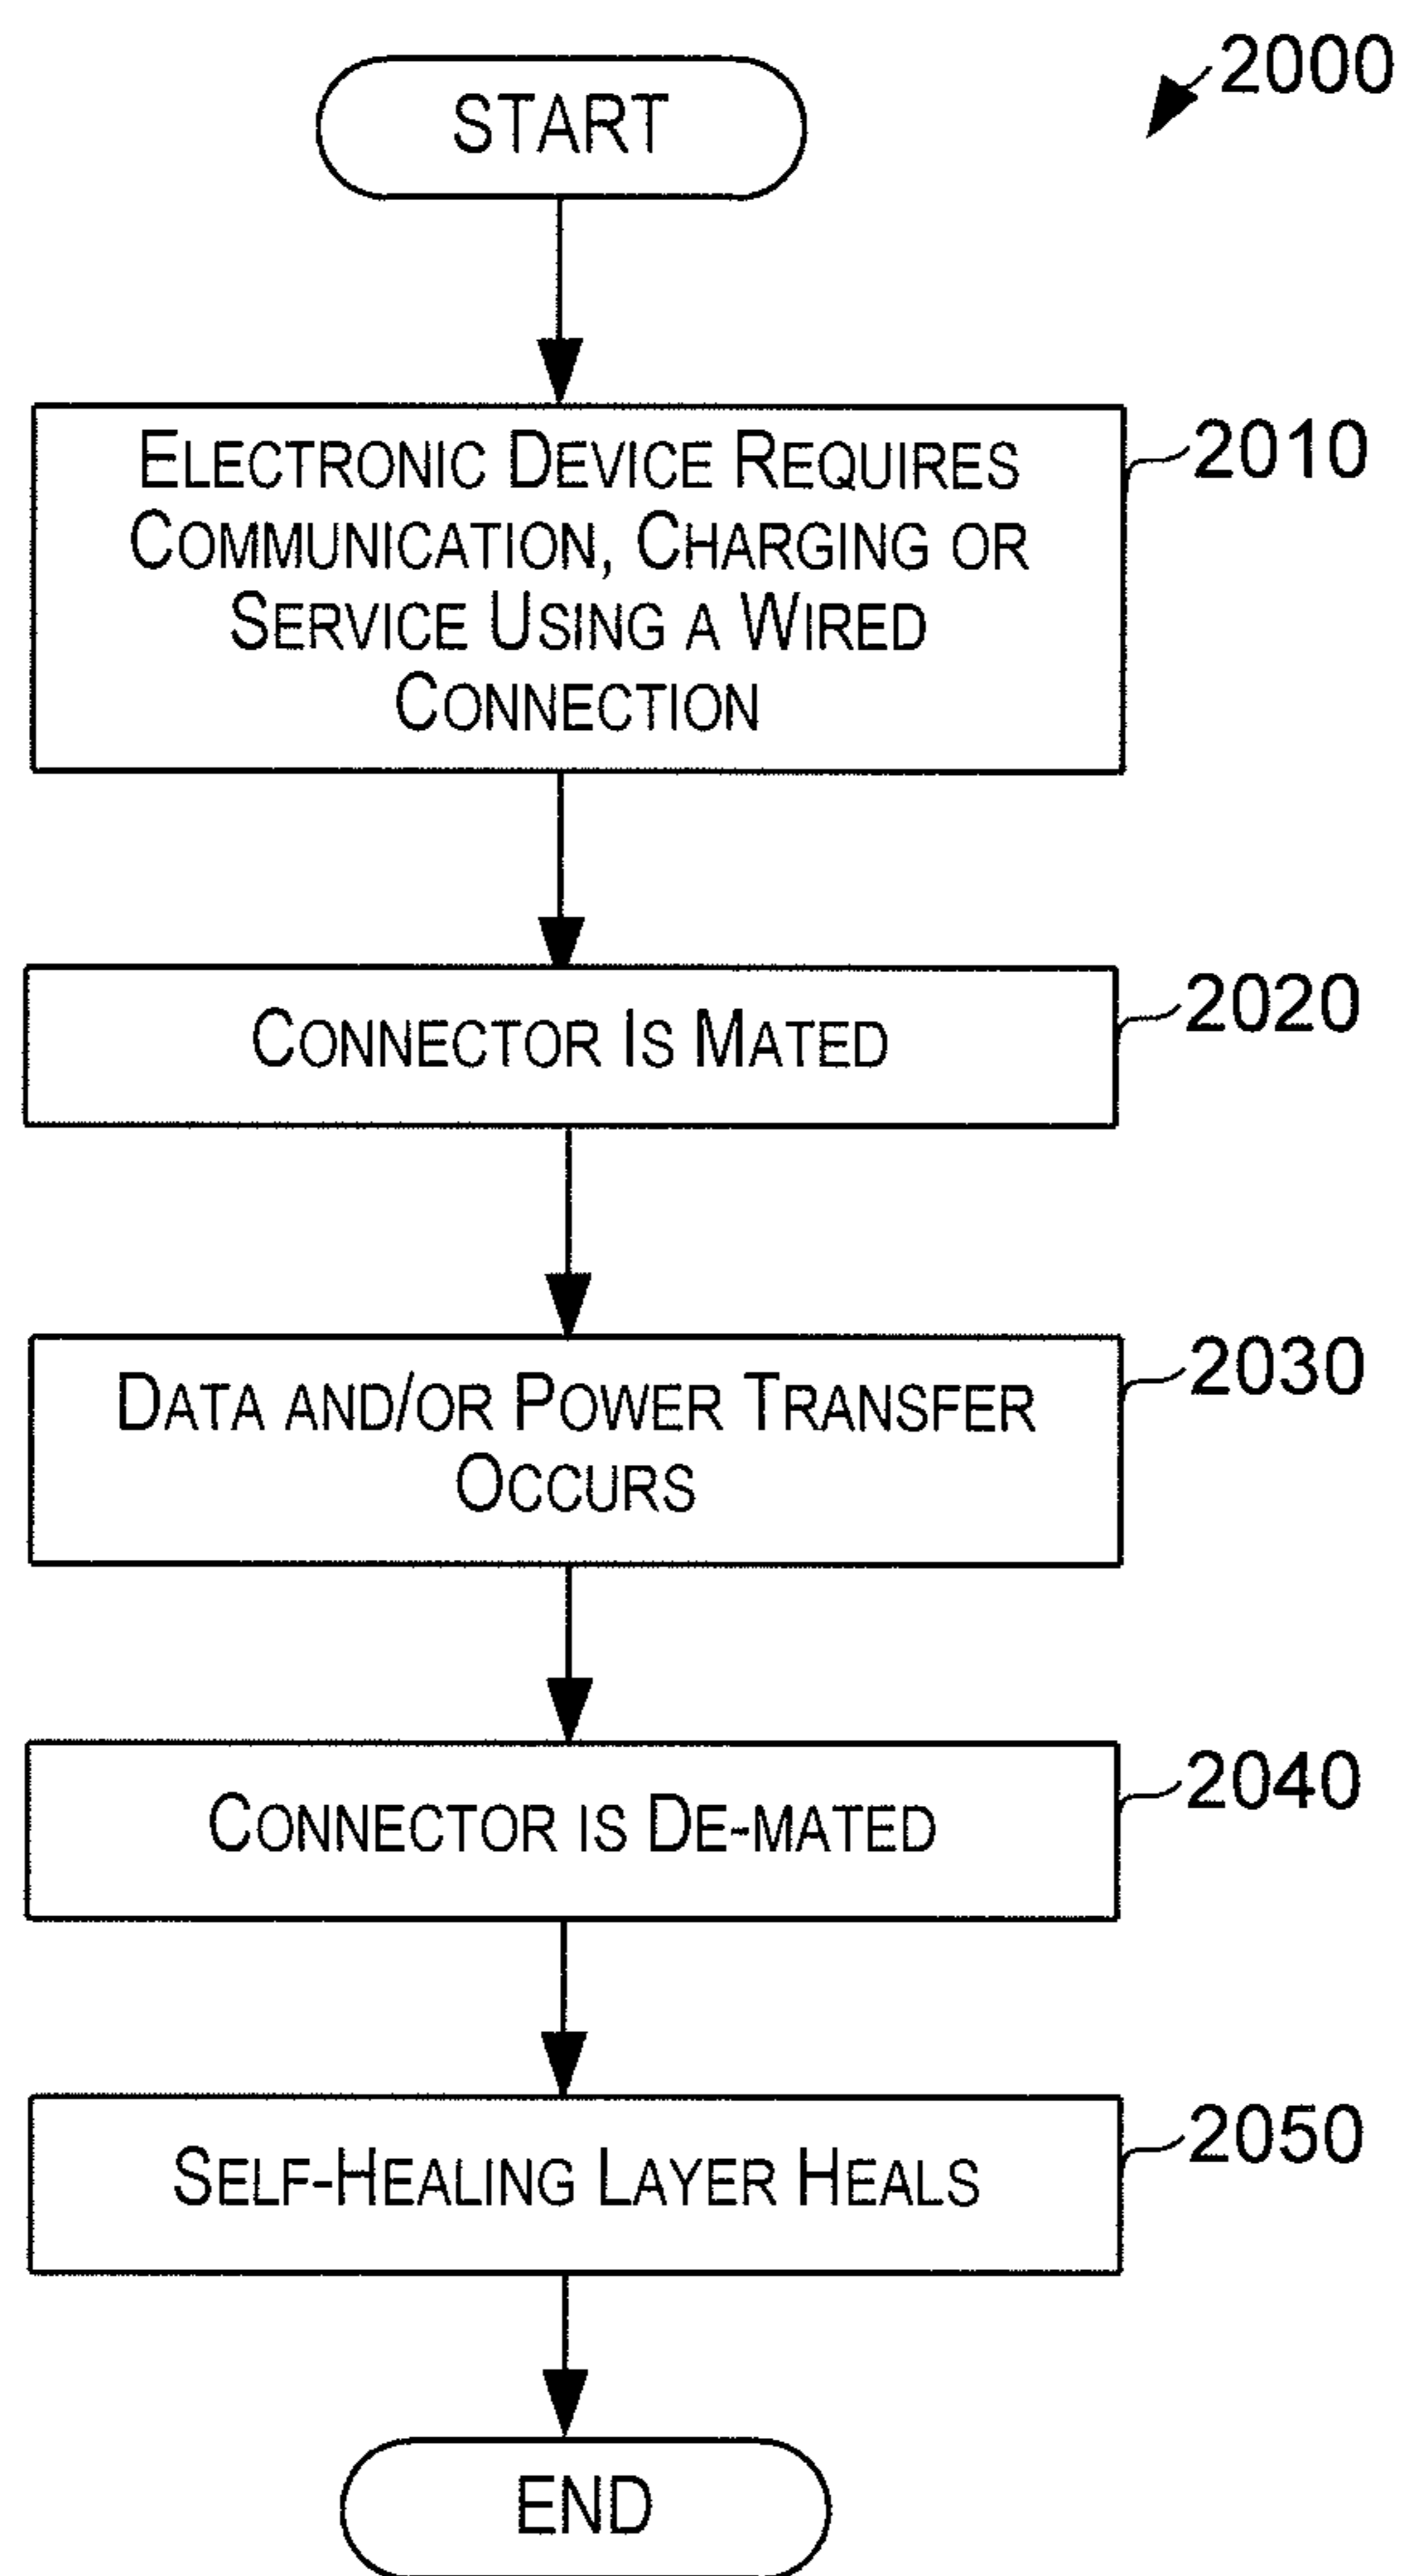 2000
START
ELECTRONIC DEVICE REQUIRES
COMMUNICATION, CHARGING OR
SERVICE USING A WIRED
CONNECTION
2010
CONNECTOR IS MATED
2020
DATA AND/OR POWER TRANSFER
OCCURS
2030
CONNECTOR IS DE-MATED
2040
SELF-HEALING LAYER HEALS
2050
END